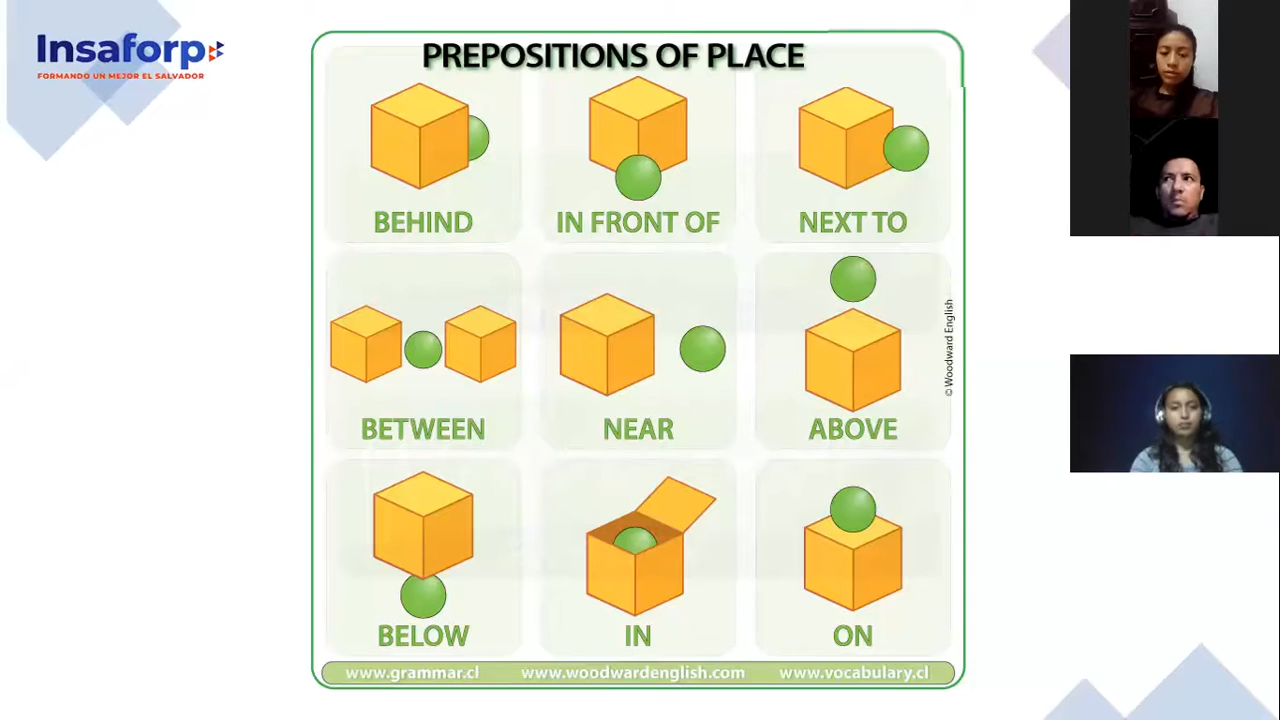 Insaforp
FORMANDO UN MEJOR EL SALVADOR
PREPOSITIONS OF PLACE
BEHIND
IN FRONT OF
NEXT TO
BETWEEN
NEAR
ABOVE
© Woodward English
BELOW
IN
ON
www.grammar.cl www.woodwardenglish.com www.vocabulary.cl